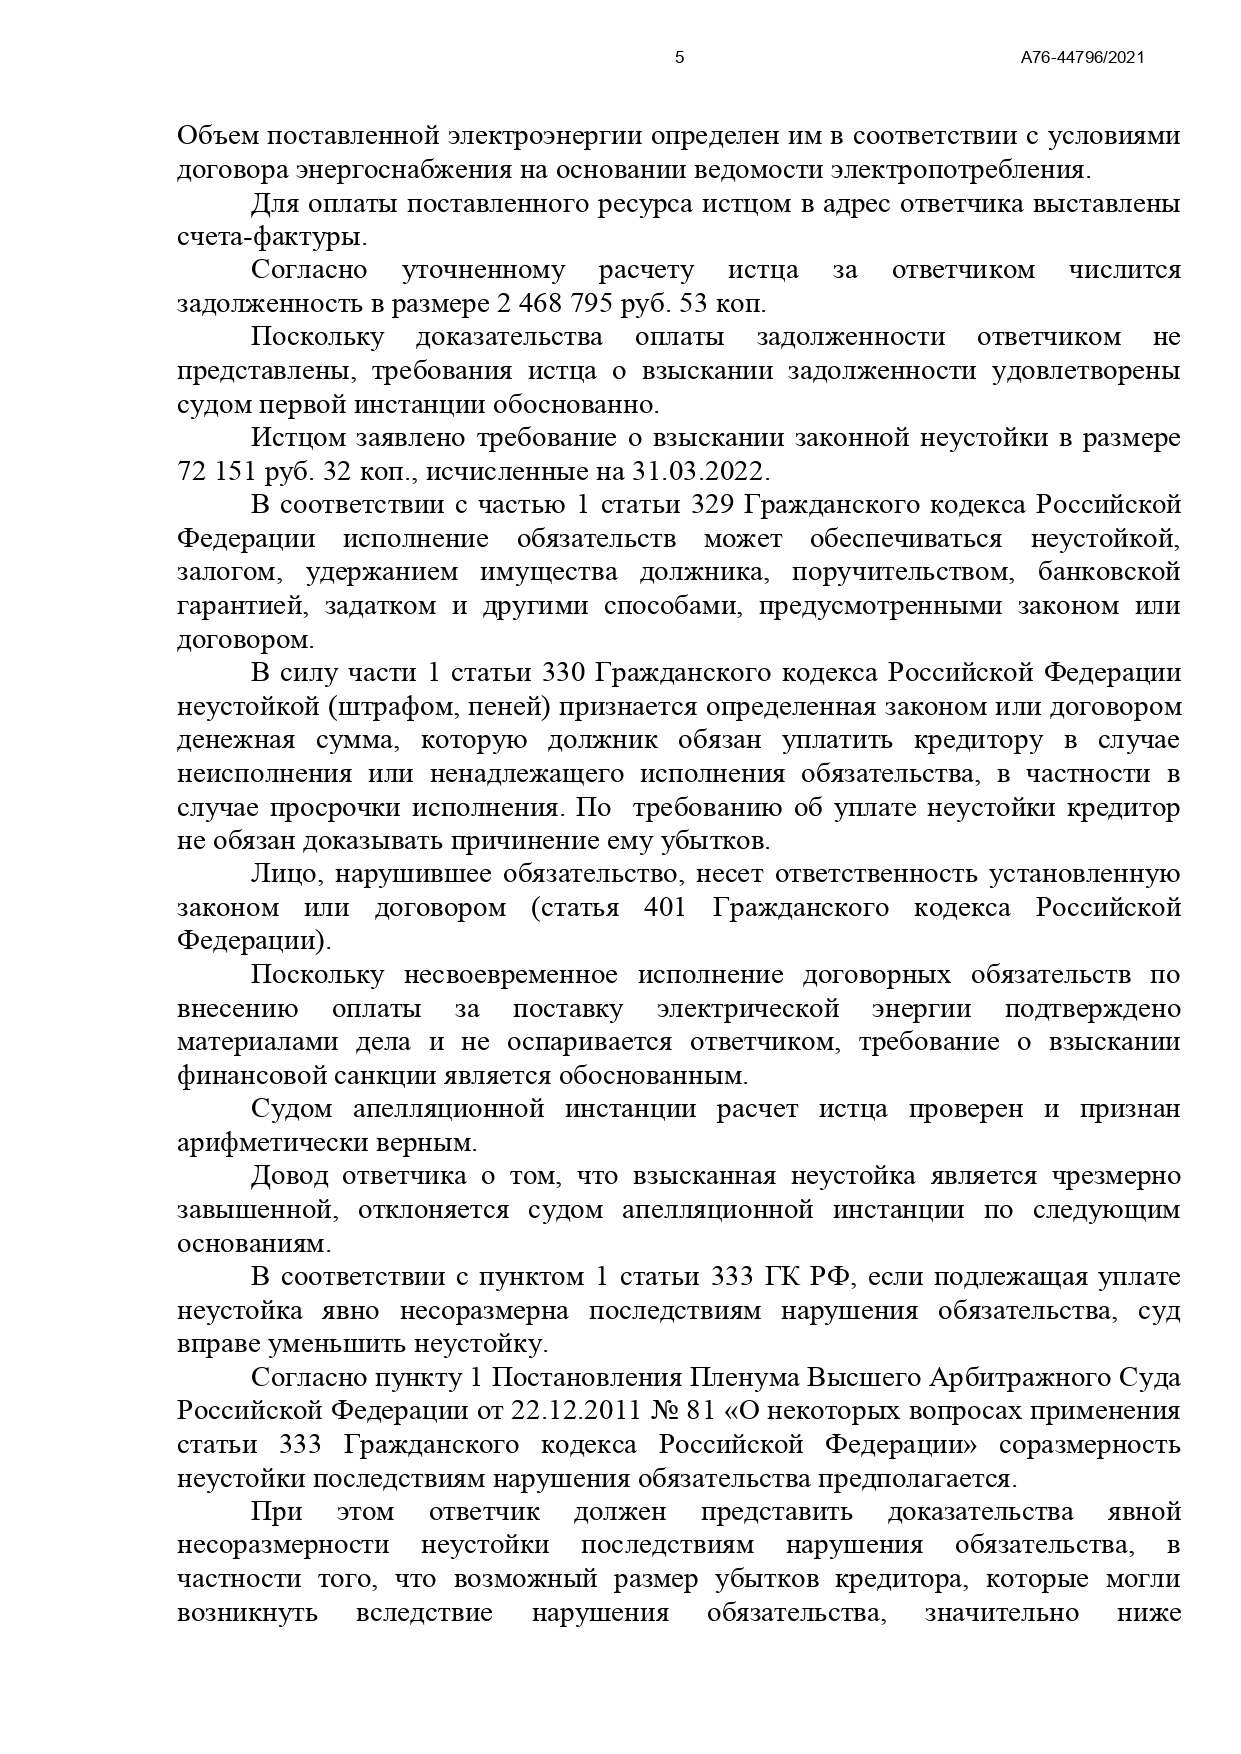 5
А76-44796/2021
Объем поставленной электроэнергии определен им в соответствии с условиями
договора энергоснабжения на основании ведомости электропотребления.
Для оплаты поставленного ресурса истцом в адрес ответчика выставлены
счета-фактуры.
Согласно уточненному расчету истца за ответчиком числится
задолженность в размере 2 468 795 руб. 53 коп.
Поскольку доказательства оплаты задолженности ответчиком не
представлены, требования истца о взыскании задолженности удовлетворены
судом первой инстанции обоснованно.
Истцом заявлено требование о взыскании законной неустойки в размере
72 151 руб. 32 коп., исчисленные на 31.03.2022.
В соответствии с частью 1 статьи 329 Гражданского кодекса Российской
Федерации исполнение обязательств может обеспечиваться неустойкой,
залогом, удержанием имущества должника, поручительством, банковской
гарантией, задатком и другими способами, предусмотренными законом или
договором.
В силу части 1 статьи 330 Гражданского кодекса Российской Федерации
неустойкой (штрафом, пеней) признается определенная законом или договором
денежная сумма, которую должник обязан уплатить кредитору в случае
неисполнения или ненадлежащего исполнения обязательства, в частности в
случае просрочки исполнения. По  требованию об уплате неустойки кредитор
не обязан доказывать причинение ему убытков.
Лицо, нарушившее обязательство, несет ответственность установленную
законом или договором (статья 401 Гражданского кодекса Российской
Федерации).
Поскольку несвоевременное исполнение договорных обязательств по
внесению оплаты за поставку электрической энергии подтверждено
материалами дела и не оспаривается ответчиком, требование о взыскании
финансовой санкции является обоснованным.
Судом апелляционной инстанции расчет истца проверен и признан
арифметически верным.
Довод ответчика о том, что взысканная неустойка является чрезмерно
завышенной, отклоняется судом апелляционной инстанции по следующим
основаниям.
В соответствии с пунктом 1 статьи 333 ГК РФ, если подлежащая уплате
неустойка явно несоразмерна последствиям нарушения обязательства, суд
вправе уменьшить неустойку.
Согласно пункту 1 Постановления Пленума Высшего Арбитражного Суда
Российской Федерации от 22.12.2011 № 81 «О некоторых вопросах применения
статьи 333 Гражданского кодекса Российской Федерации» соразмерность
неустойки последствиям нарушения обязательства предполагается.
При этом ответчик должен представить доказательства явной
несоразмерности неустойки последствиям нарушения обязательства, в
частности того, что возможный размер убытков кредитора, которые могли
возникнуть вследствие нарушения обязательства, значительно ниже